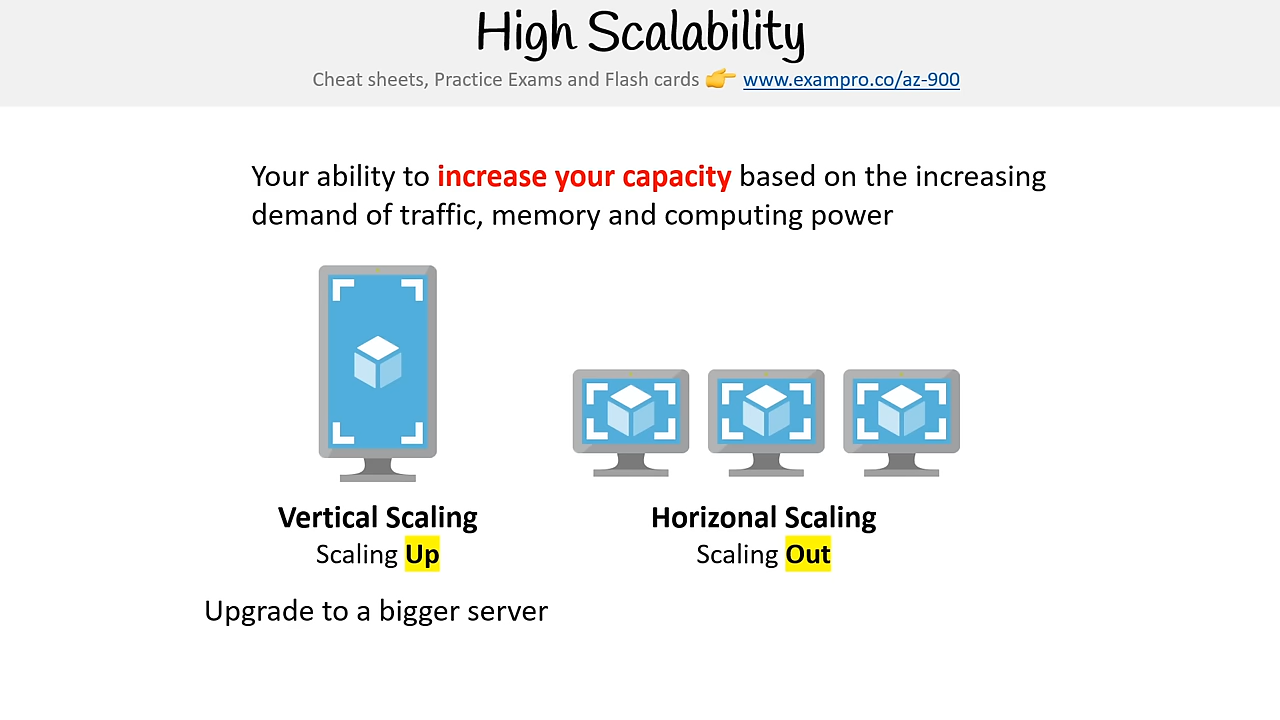 High Scalability
Cheat sheets, Practice Exams and Flash cards 👉 www.exampro.co/az-900
Your ability to increase your capacity based on the increasing
demand of traffic, memory and computing power
Vertical Scaling
Scaling Up
Horizonal Scaling
Scaling Out
Upgrade to a bigger server